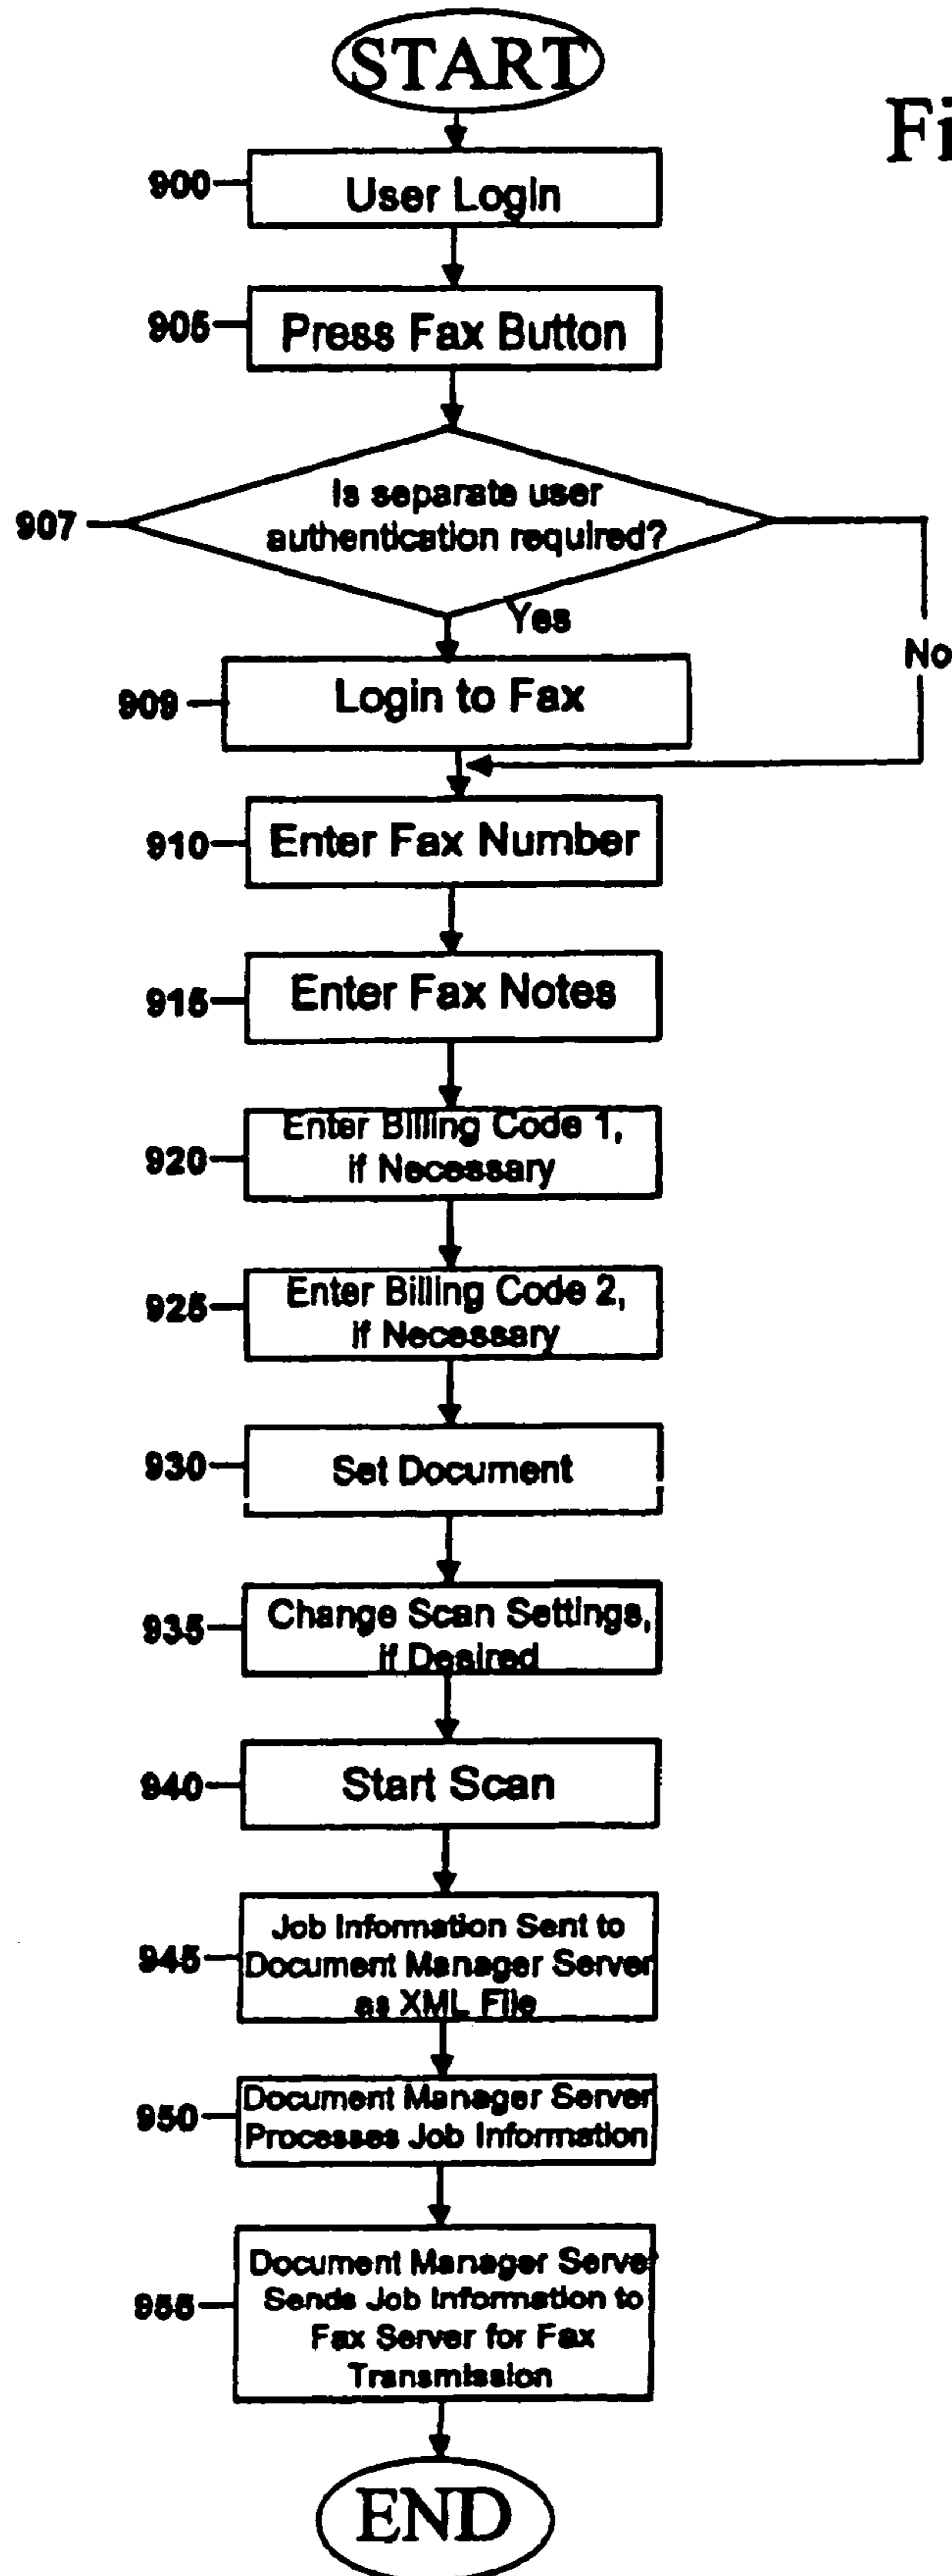 START
Fi
900
User Login
905
Press Fax Button
907
Is separate user
authentication required?
Yes
No
909
Login to Fax
910
Enter Fax Number
915
Enter Fax Notes
920
Enter Billing Code 1,
if Necessary
925
Enter Billing Code 2,
if Necessary
930
Set Document
935
Change Scan Settings,
if Desired
940
Start Scan
945
Job Information Sent to
Document Manager Server
as XML File
950
Document Manager Server
Processes Job Information
955
Document Manager Server
Sends Job Information to
Fax Server for Fax
Transmission
END